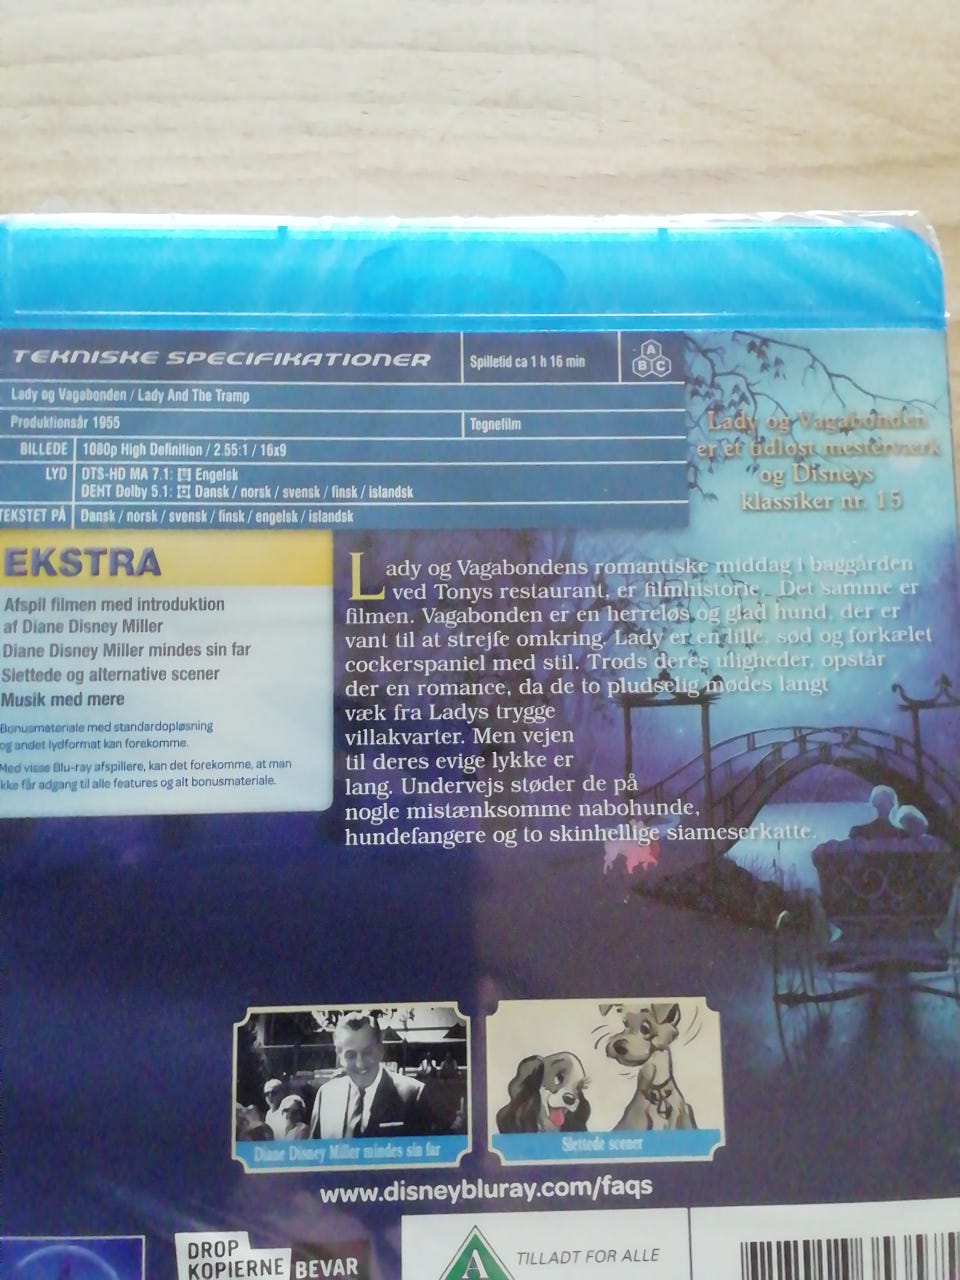 TEKNISKE SPECIFIKATIONER
Spilletid ca 1 h 16 min
A
B C
Lady og Vagabonden / Lady And The Tramp
Produktionsår 1955
Tegnefilm
BILLEDE 1080p High Definition / 2.55:1 / 16x9
LYD DTS-HD MA 7.1: Engelsk
DEHT Dolby 5.1: Dansk / norsk / svensk / finsk / islandsk
TEKSTET PÅ Dansk / norsk / svensk / finsk / engelsk / islandsk
Lady og Vagabonden
er et tidløst mesterværk
og Disneys
klassiker nr. 15
EKSTRA
Afspil filmen med introduktion
af Diane Disney Miller
Diane Disney Miller mindes sin far
Slettede og alternative scener
Musik med mere
Bonusmateriale med standardopløsning
og andet lydformat kan forekomme.
Med visse Blu-ray afspillere, kan det forekomme, at man
ikke får adgang til alle features og alt bonusmateriale.
Lady og Vagabondens romantiske middag i baggården
ved Tonys restaurant, er filmhistorie. Det samme er
filmen. Vagabonden er en herreløs og glad hund, der er
vant til at strejfe omkring. Lady er en lille, sød og forkælet
cockerspaniel med stil. Trods deres uligheder, opstår
der en romance, da de to pludselig mødes langt
væk fra Ladys trygge
villakvarter. Men vejen
til deres evige lykke er
lang. Undervejs støder de på
nogle mistænksomme nabohunde,
hundefangere og to skinhellige siameserkatte.
Diane Disney Miller mindes sin far
Slettede scener
www.disneybluray.com/faqs
DROP
KOPIERNE BEVAR
A
TILLADT FOR ALLE